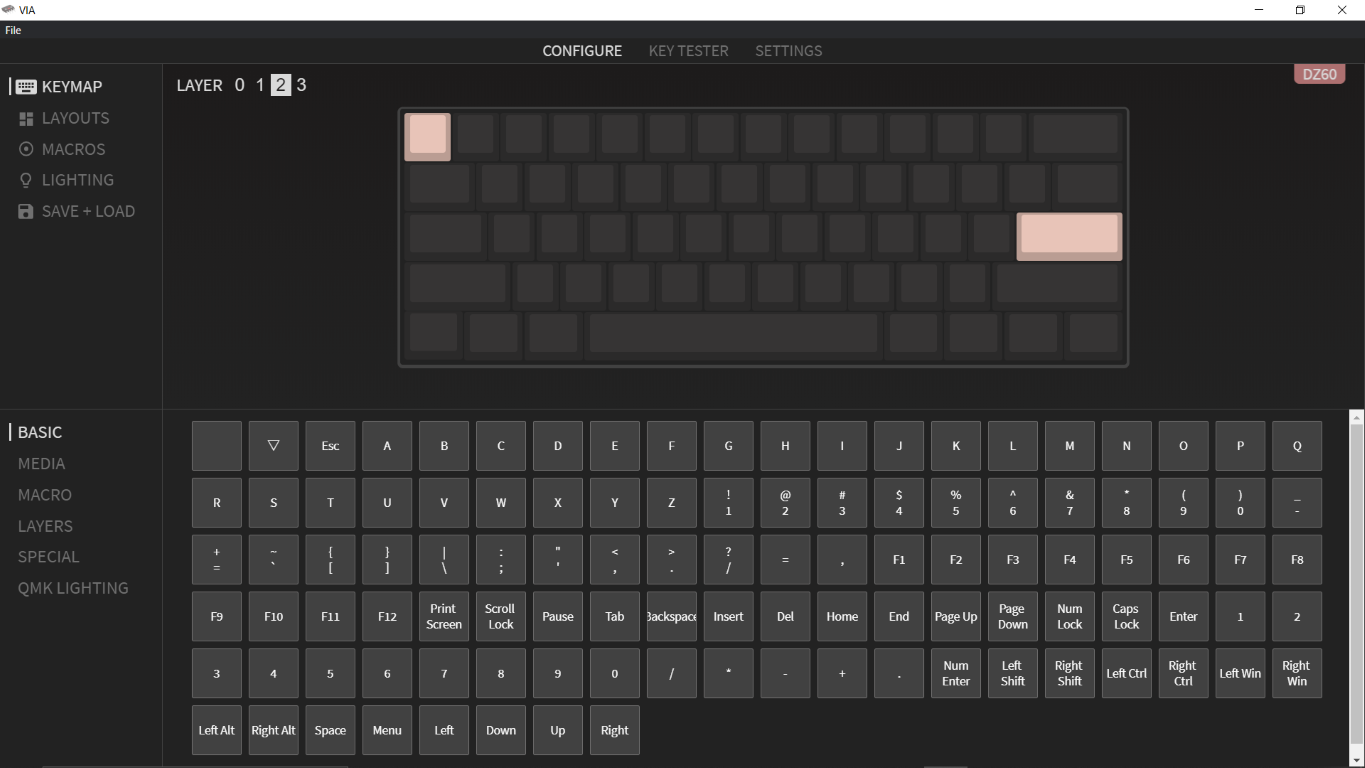 VIA
File
CONFIGURE KEY TESTER SETTINGS
KEYMAP
LAYOUTS
MACROS
LIGHTING
SAVE + LOAD
LAYER 0 1 2 3
DZ60
BASIC
MEDIA
MACRO
LAYERS
SPECIAL
QMK LIGHTING
▽ Esc A B C D E F G H I J K L M N O P Q
R S T U V W X Y Z ! @ # $ % ^ & * ( ) _
1 2 3 4 5 6 7 8 9 0 -
+ ~ { } | : " < > ? = , F1 F2 F3 F4 F5 F6 F7 F8
= ` [ ] \ ; ' , . /
F9 F10 F11 F12 Print Screen Scroll Lock Pause Tab Backspace Insert Del Home End Page Up Page Down Num Lock Caps Lock Enter 1 2
3 4 5 6 7 8 9 0 / * - + . Num Enter Left Shift Right Shift Left Ctrl Right Ctrl Left Win Right Win
Left Alt Right Alt Space Menu Left Down Up Right